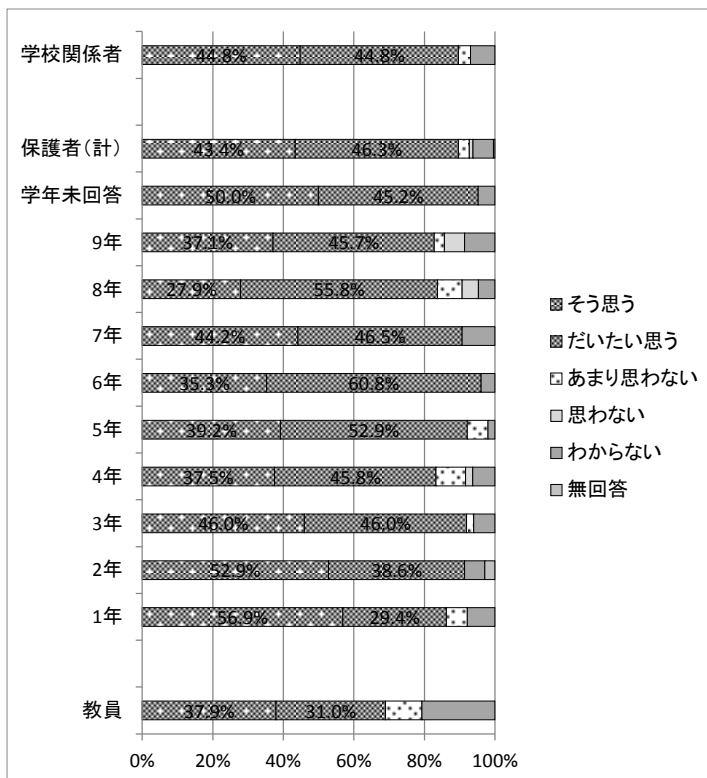 学校関係者 44.8% 44.8%
保護者（計） 43.4% 46.3%
学年未回答 50.0% 45.2%
9年 37.1% 45.7%
8年 27.9% 55.8%
7年 44.2% 46.5%
6年 35.3% 60.8%
5年 39.2% 52.9%
4年 37.5% 45.8%
3年 46.0% 46.0%
2年 52.9% 38.6%
1年 56.9% 29.4%
教員 37.9% 31.0%
0% 20% 40% 60% 80% 100%
そう思う
だいたい思う
あまり思わない
思わない
わからない
無回答